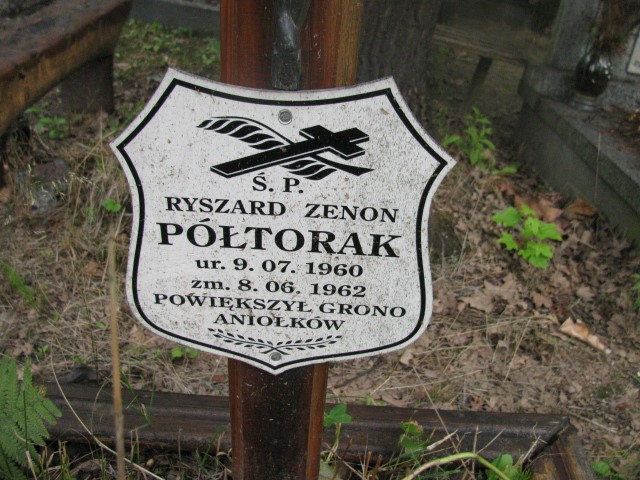 Ś. P.
RYSZARD ZENON
PÓŁTORAK
ur. 9. 07. 1960
zm. 8. 06. 1962
POWIĘKSZYŁ GRONO
ANIOŁKÓW